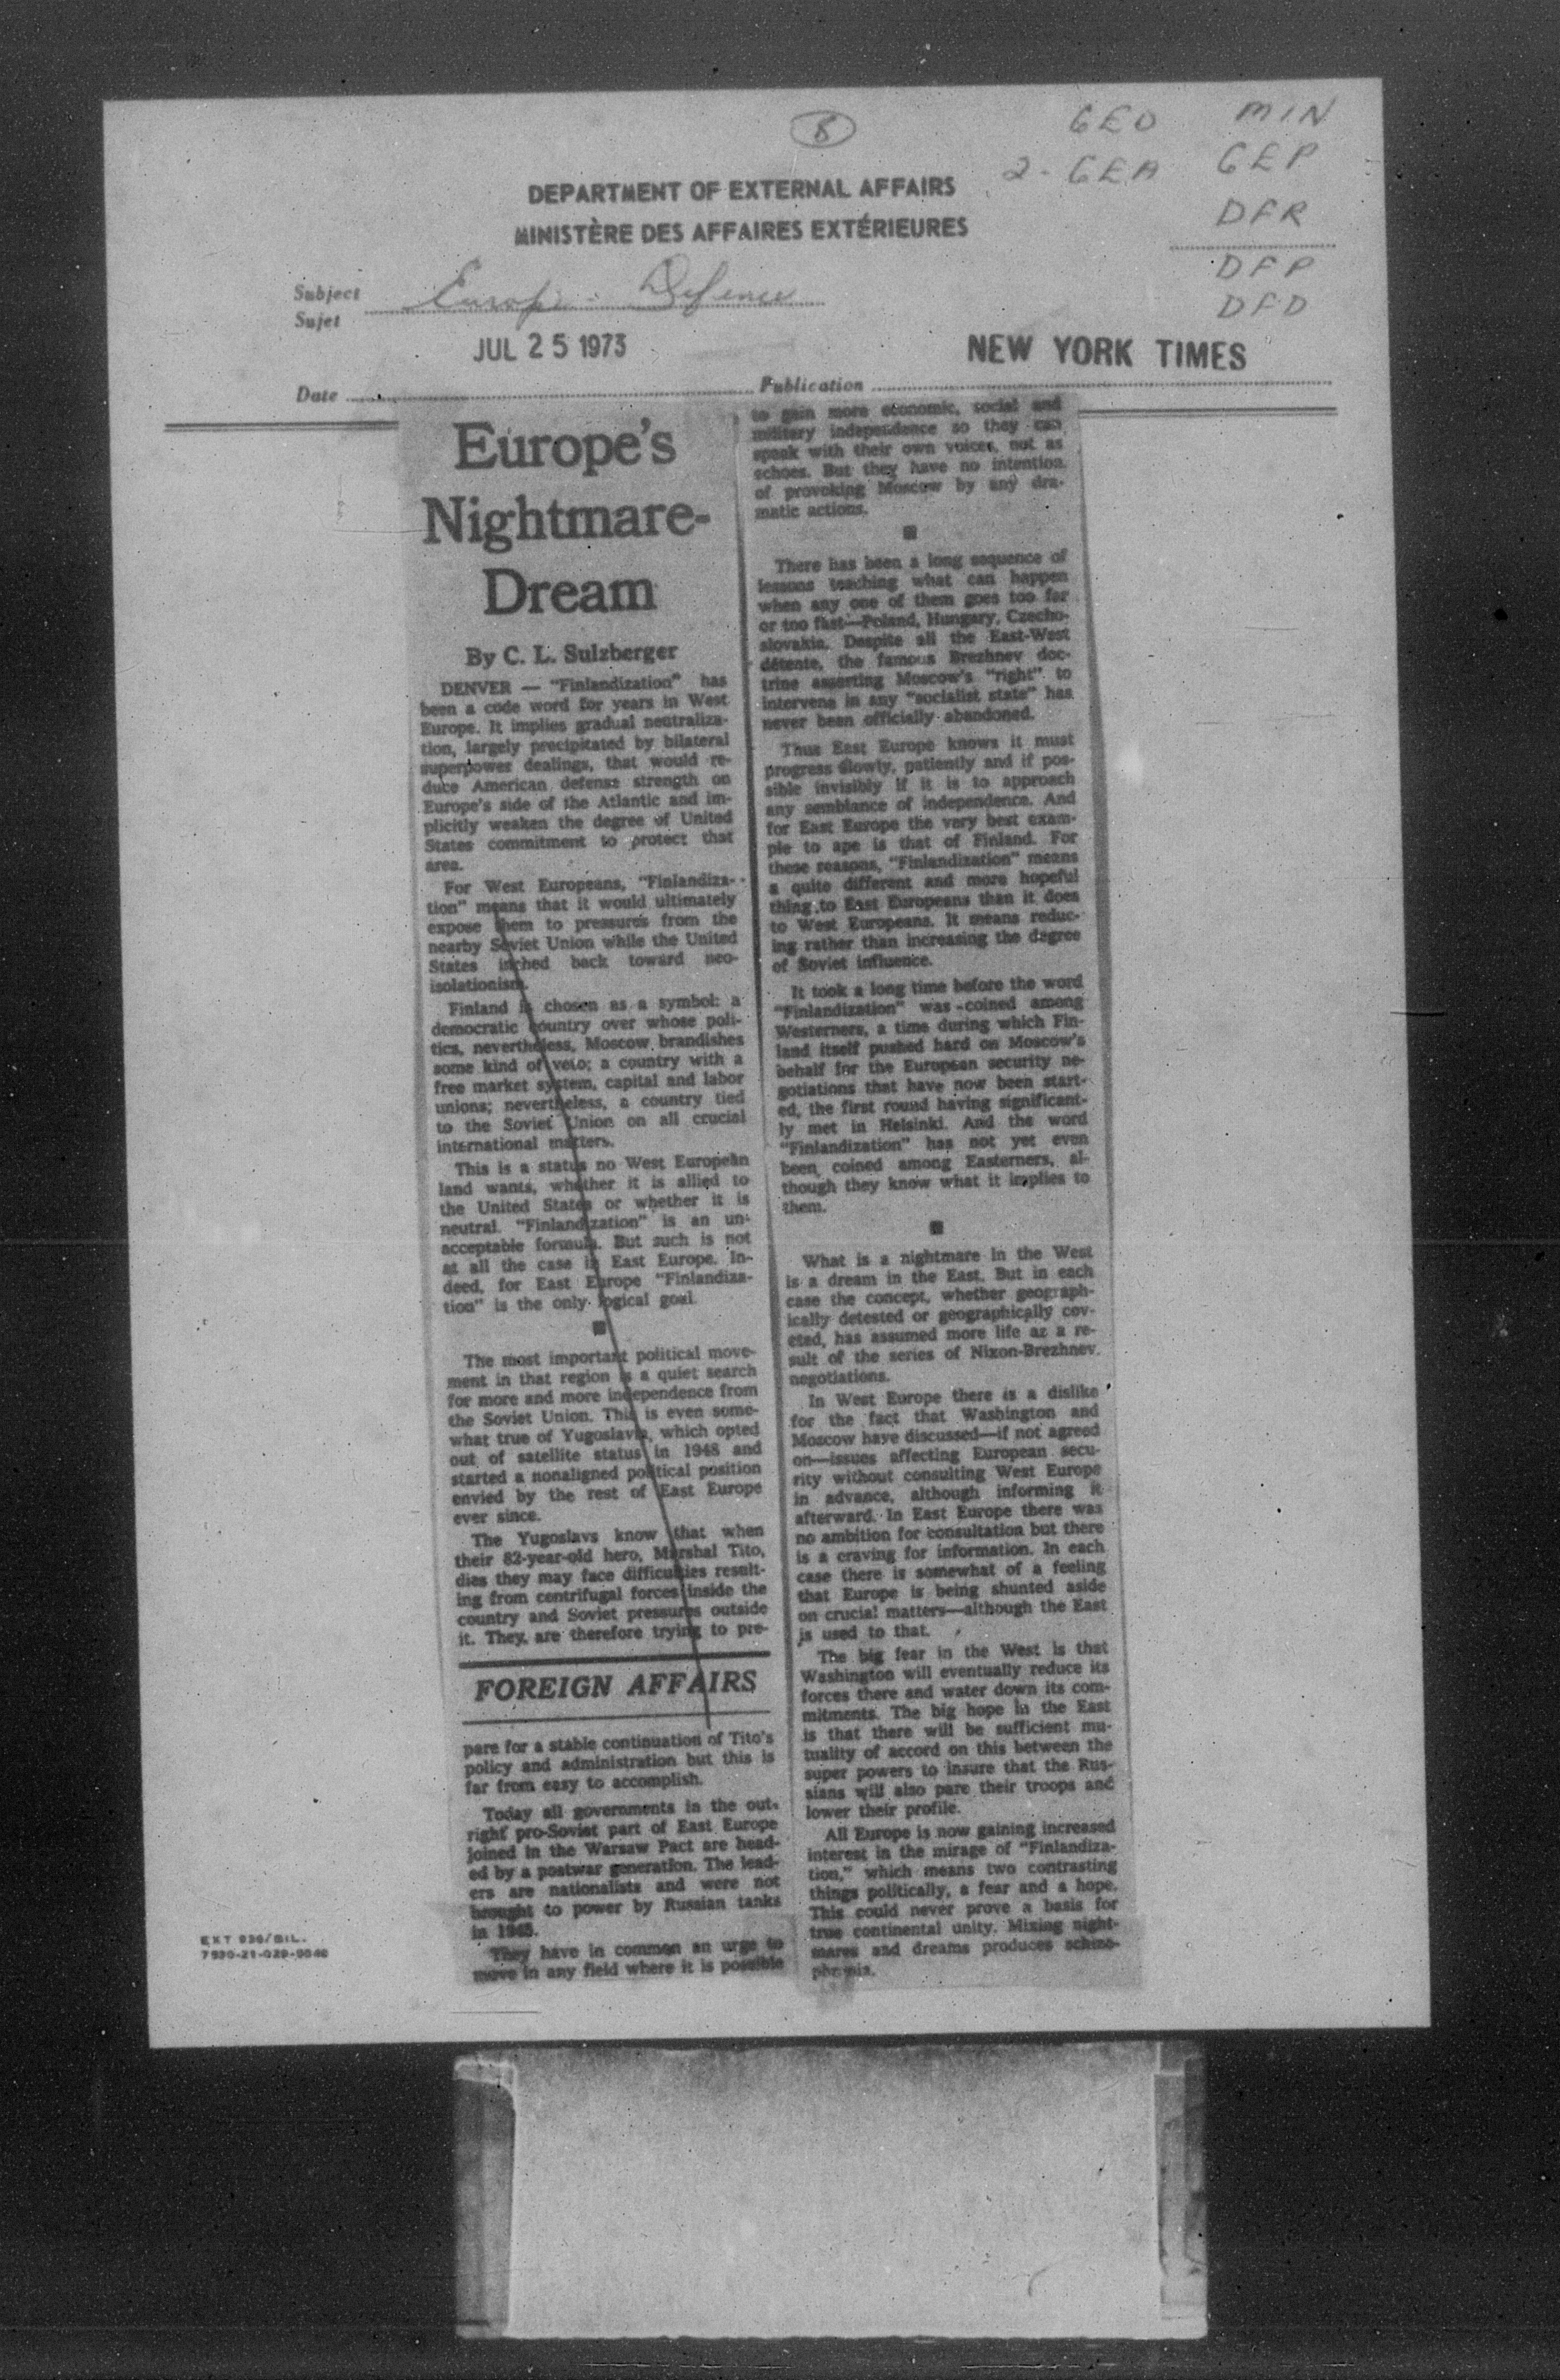 8
GEO MIN
2- GEA GEP
DFR
DFP
DFD
DEPARTMENT OF EXTERNAL AFFAIRS
MINISTÈRE DES AFFAIRES EXTÉRIEURES
Subject
Sujet
Europe - Defence
JUL 25 1973
NEW YORK TIMES
Date
Publication
Europe's
Nightmare-
Dream
By C. L. Sulzberger
DENVER — "Finlandization" has
been a code word for years in West
Europe. It implies gradual neutraliza-
tion, largely precipitated by bilateral
superpower dealings, that would re-
duce American defense strength on
Europe's side of the Atlantic and im-
plicitly weaken the degree of United
States commitment to protect that
area.
For West Europeans, "Finlandiza-
tion" means that it would ultimately
expose them to pressures from the
nearby Soviet Union while the United
States inched back toward neo-
isolationism.
Finland is chosen as a symbol: a
democratic country over whose poli-
tics, nevertheless, Moscow brandishes
some kind of veto; a country with a
free market system, capital and labor
unions; nevertheless, a country tied
to the Soviet Union on all crucial
international matters.
This is a status no West European
land wants, whether it is allied to
the United States or whether it is
neutral. "Finlandization" is an un-
acceptable formula. But such is not
at all the case in East Europe. In-
deed, for East Europe "Finlandiza-
tion" is the only logical goal.
The most important political move-
ment in that region is a quiet search
for more and more independence from
the Soviet Union. This is even some-
what true of Yugoslavia, which opted
out of satellite status in 1948 and
started a nonaligned political position
envied by the rest of East Europe
ever since.
The Yugoslavs know that when
their 82-year-old hero, Marshal Tito,
dies they may face difficulties result-
ing from centrifugal forces inside the
country and Soviet pressures outside
it. They are therefore trying to pre-
FOREIGN AFFAIRS
pare for a stable continuation of Tito's
policy and administration but this is
far from easy to accomplish.
Today all governments in the out-
right pro-Soviet part of East Europe
joined in the Warsaw Pact are head-
ed by a postwar generation. The lead-
ers are nationalists and were not
brought to power by Russian tanks
in 1945.
They have in common an urge to
move in any field where it is possible
to gain more economic, social and
military independence so they can
speak with their own voices, not as
echoes. But they have no intention
of provoking Moscow by any dra-
matic actions.
There has been a long sequence of
lessons teaching what can happen
when any one of them goes too far
or too fast—Poland, Hungary, Czecho-
slovakia. Despite all the East-West
détente, the famous Brezhnev doc-
trine asserting Moscow's "right" to
intervene in any "socialist state" has
never been officially abandoned.
Thus East Europe knows it must
progress slowly, patiently and if pos-
sible invisibly if it is to approach
any semblance of independence. And
for East Europe the very best exam-
ple to ape is that of Finland. For
these reasons, "Finlandization" means
a quite different and more hopeful
thing to East Europeans than it does
to West Europeans. It means reduc-
ing rather than increasing the degree
of Soviet influence.
It took a long time before the word
"Finlandization" was coined among
Westerners, a time during which Fin-
land itself pushed hard on Moscow's
behalf for the European security ne-
gotiations that have now been start-
ed, the first round having significant-
ly met in Helsinki. And the word
"Finlandization" has not yet even
been coined among Easterners, al-
though they know what it implies to
them.
What is a nightmare in the West
is a dream in the East. But in each
case the concept, whether geograph-
ically detested or geographically cov-
eted, has assumed more life as a re-
sult of the series of Nixon-Brezhnev
negotiations.
In West Europe there is a dislike
for the fact that Washington and
Moscow have discussed—if not agreed
on—issues affecting European secu-
rity without consulting West Europe
in advance, although informing it
afterward. In East Europe there was
no ambition for consultation but there
is a craving for information. In each
case there is somewhat of a feeling
that Europe is being shunted aside
on crucial matters—although the East
is used to that.
The big fear in the West is that
Washington will eventually reduce its
forces there and water down its com-
mitments. The big hope in the East
is that there will be sufficient mu-
tuality of accord on this between the
super powers to insure that the Rus-
sians will also pare their troops and
lower their profile.
All Europe is now gaining increased
interest in the mirage of "Finlandiza-
tion," which means two contrasting
things politically, a fear and a hope.
This could never prove a basis for
true continental unity. Mixing night-
mares and dreams produces schizo-
phrenia.
EXT 230/BIL.